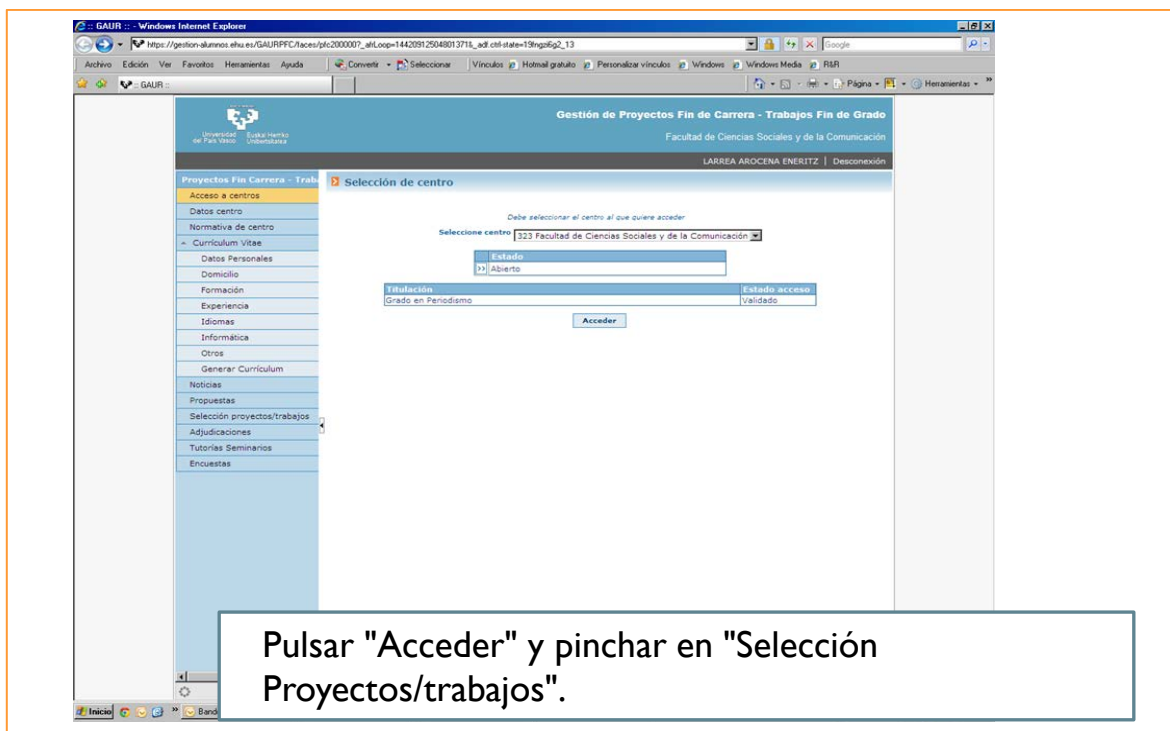 :: GAUR :: - Windows Internet Explorer
https://gestion-alumnos.ehu.es/GAURPFC/faces/pfc200000?_afrLoop=1442091250480137 1&_adf.ctrl-state=19fngzi6g2_13
Google
Archivo Edición Ver Favoritos Herramientas Ayuda
Convertir Seleccionar
Vínculos Hotmail gratuito Personalizar vínculos Windows Windows Media R&R
:: GAUR ::
Página Herramientas
Universidad del País Vasco
Euskal Herriko Unibertsitatea
Gestión de Proyectos Fin de Carrera - Trabajos Fin de Grado
Facultad de Ciencias Sociales y de la Comunicación
LARREA AROCENA ENERITZ | Desconexión
Proyectos Fin Carrera - Trab
Acceso a centros
Datos centro
Normativa de centro
Currículum Vitae
Datos Personales
Domicilio
Formación
Experiencia
Idiomas
Informática
Otros
Generar Currículum
Noticias
Propuestas
Selección proyectos/trabajos
Adjudicaciones
Tutorías Seminarios
Encuestas
Selección de centro
Debe seleccionar el centro al que quiere acceder
Seleccione centro 323 Facultad de Ciencias Sociales y de la Comunicación
Estado
>> Abierto
Titulación Estado acceso
Grado en Periodismo Validado
Acceder
Pulsar "Acceder" y pinchar en "Selección
Proyectos/trabajos".
Inicio
Band